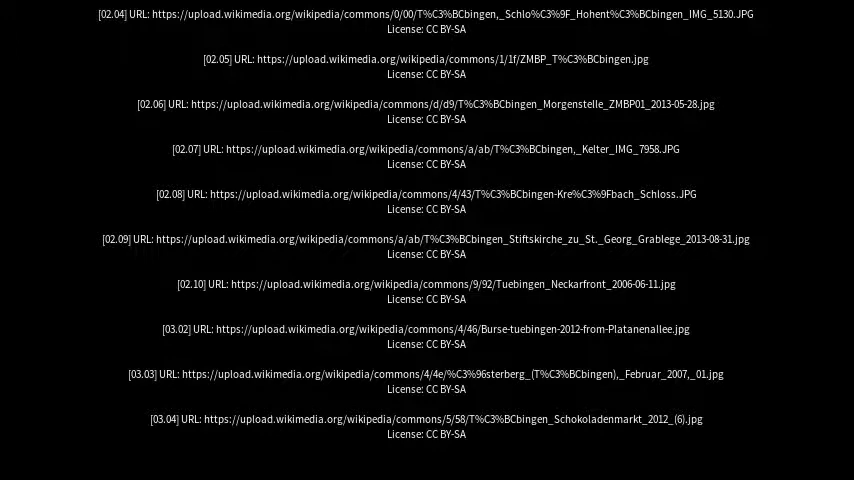 [02.04] URL: https://upload.wikimedia.org/wikipedia/commons/0/00/T%C3%BCbingen,_Schlo%C3%9F_Hohent%C3%BCbingen_IMG_5130.JPG
License: CC BY-SA
[02.05] URL: https://upload.wikimedia.org/wikipedia/commons/1/1f/ZMBP_T%C3%BCbingen.jpg
License: CC BY-SA
[02.06] URL: https://upload.wikimedia.org/wikipedia/commons/d/d9/T%C3%BCbingen_Morgenstelle_ZMBP01_2013-05-28.jpg
License: CC BY-SA
[02.07] URL: https://upload.wikimedia.org/wikipedia/commons/a/ab/T%C3%BCbingen,_Kelter_IMG_7958.JPG
License: CC BY-SA
[02.08] URL: https://upload.wikimedia.org/wikipedia/commons/4/43/T%C3%BCbingen-Kre%C3%9Fbach_Schloss.JPG
License: CC BY-SA
[02.09] URL: https://upload.wikimedia.org/wikipedia/commons/a/ab/T%C3%BCbingen_Stiftskirche_zu_St._Georg_Grablege_2013-08-31.jpg
License: CC BY-SA
[02.10] URL: https://upload.wikimedia.org/wikipedia/commons/9/92/Tuebingen_Neckarfront_2006-06-11.jpg
License: CC BY-SA
[03.02] URL: https://upload.wikimedia.org/wikipedia/commons/4/46/Burse-tuebingen-2012-from-Platanenallee.jpg
License: CC BY-SA
[03.03] URL: https://upload.wikimedia.org/wikipedia/commons/4/4e/%C3%96sterberg_(T%C3%BCbingen),_Februar_2007,_01.jpg
License: CC BY-SA
[03.04] URL: https://upload.wikimedia.org/wikipedia/commons/5/58/T%C3%BCbingen_Schokoladenmarkt_2012_(6).jpg
License: CC BY-SA